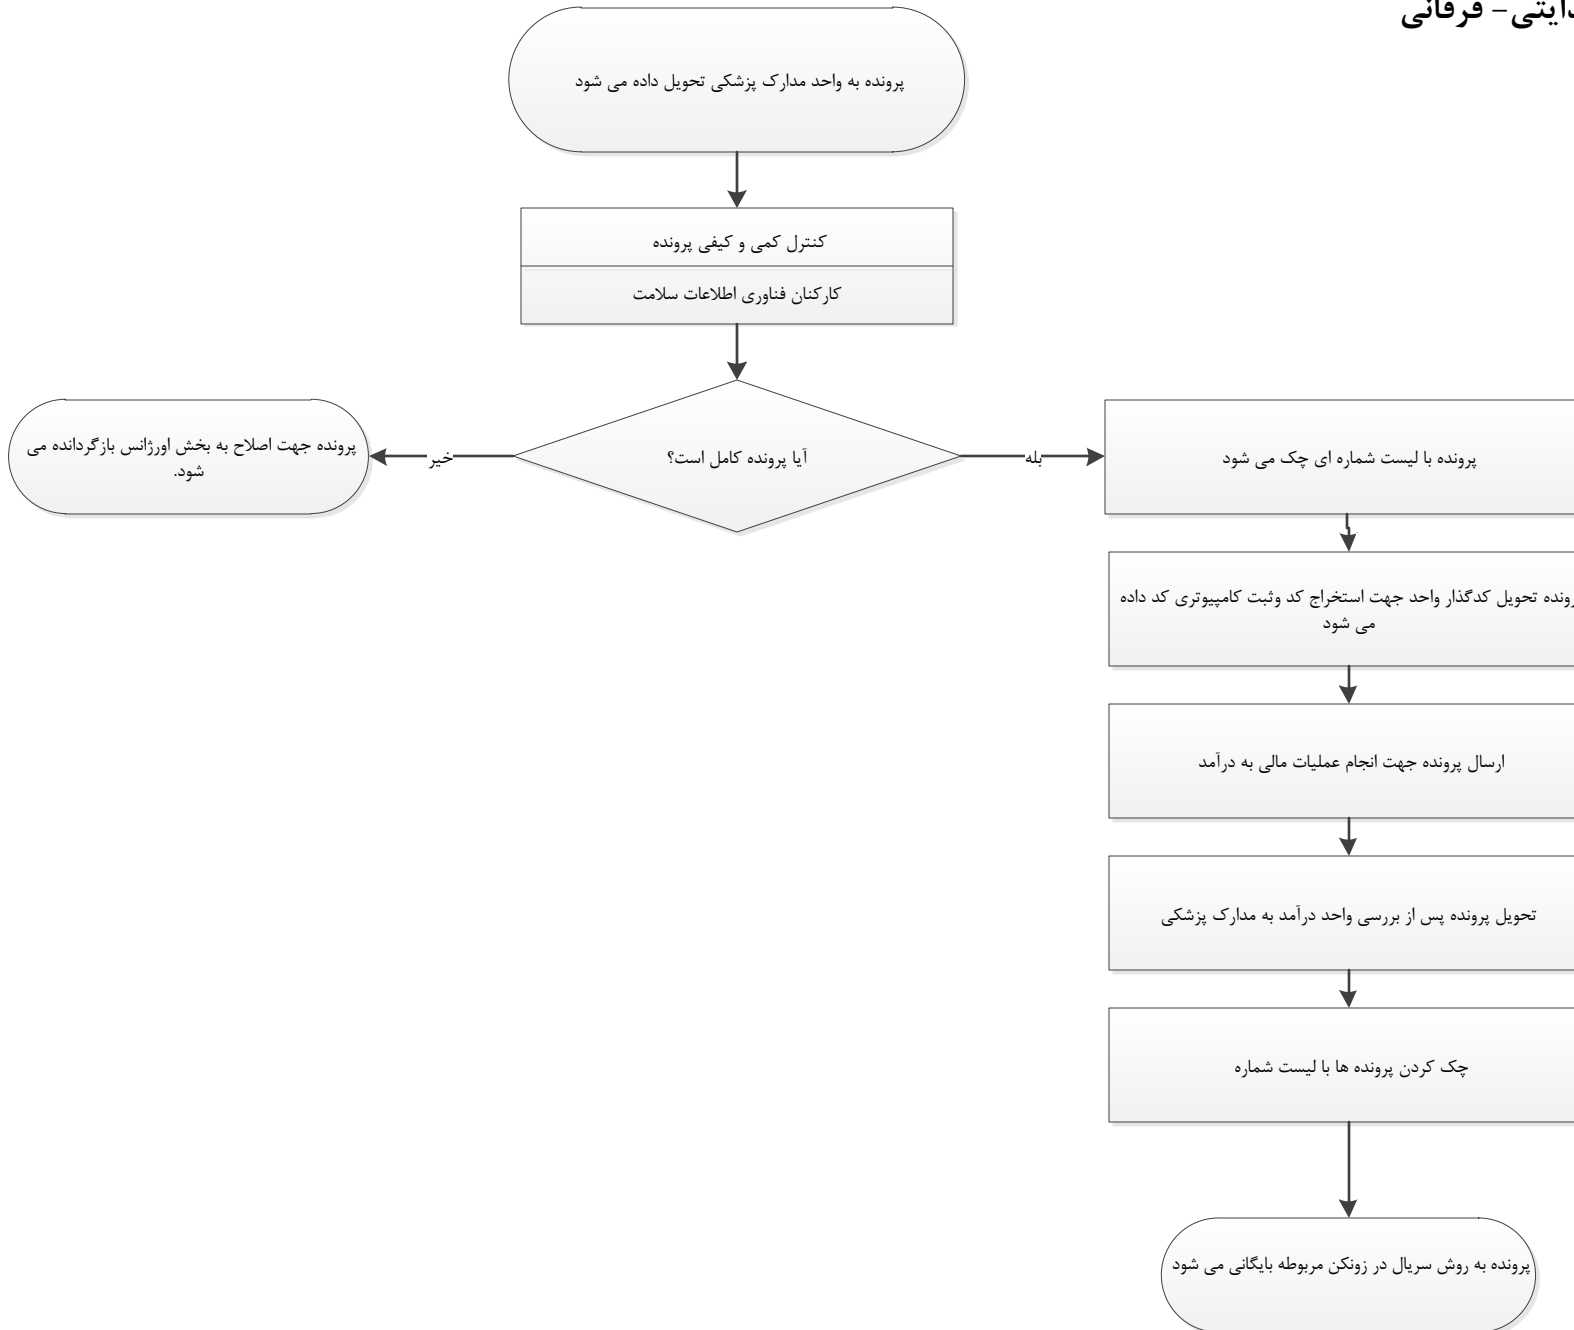 فرقانی
پرونده به واحد مدارک پزشکی تحویل داده می شود
کنترل کمی و کیفی پرونده
کارکنان فناوری اطلاعات سلامت
آیا پرونده کامل است؟
بله
خیر
پرونده جهت اصلاح به بخش اورژانس بازگردانده می
شود.
پرونده با لیست شماره ای چک می شود
تحویل کدگذار واحد جهت استخراج کد وثبت کامپیوتری کد داده
می شود
ارسال پرونده جهت انجام عملیات مالی به درآمد
تحویل پرونده پس از بررسی واحد درآمد به مدارک پزشکی
چک کردن پرونده ها با لیست شماره
پرونده به روش سریال در زونکن مربوطه بایگانی می شود